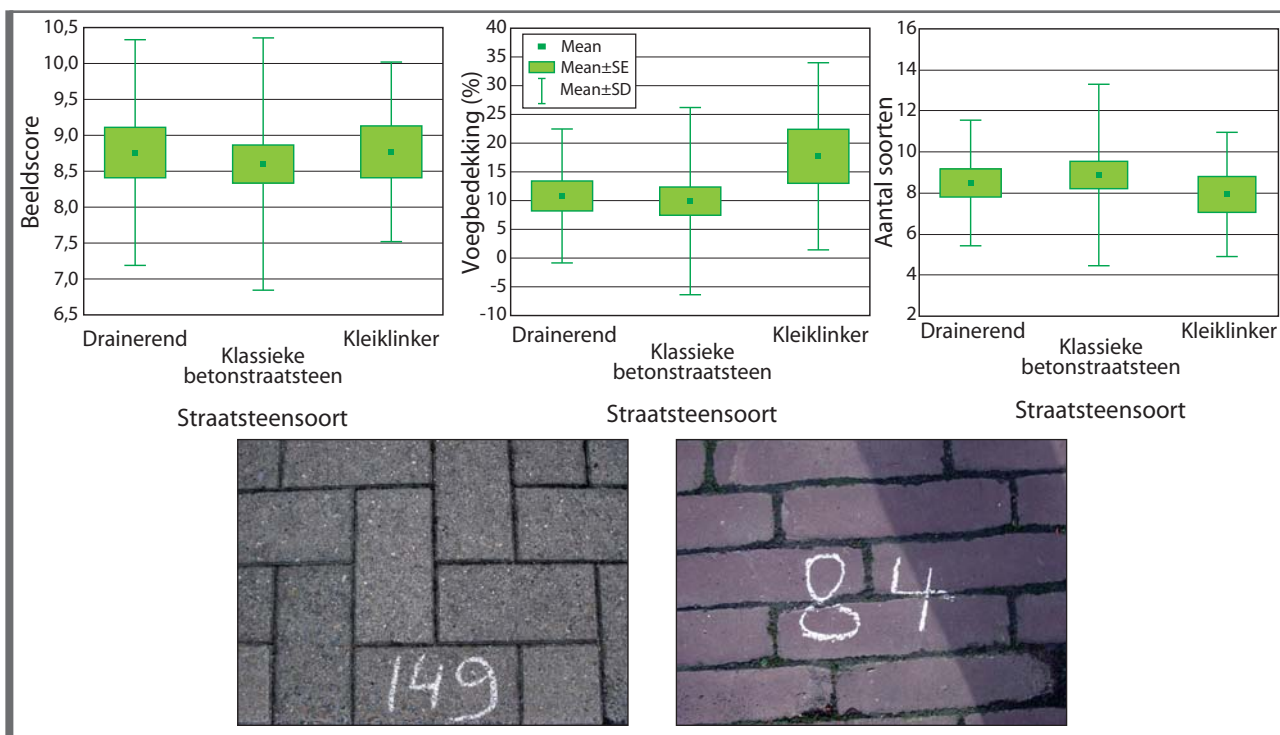 Beeldscore
10,5
10,0
9,5
9,0
8,5
8,0
7,5
7,0
6,5
Drainerend
Klassieke
betonstraatsteen
Kleiklinker
Straatsteensoort
Voegbedekking (%)
40
35
30
25
20
15
10
5
0
-5
-10
Mean
Mean±SE
Mean±SD
Drainerend
Klassieke
betonstraatsteen
Kleiklinker
Straatsteensoort
Aantal soorten
16
14
12
10
8
6
4
2
Drainerend
Klassieke
betonstraatsteen
Kleiklinker
Straatsteensoort
149
84